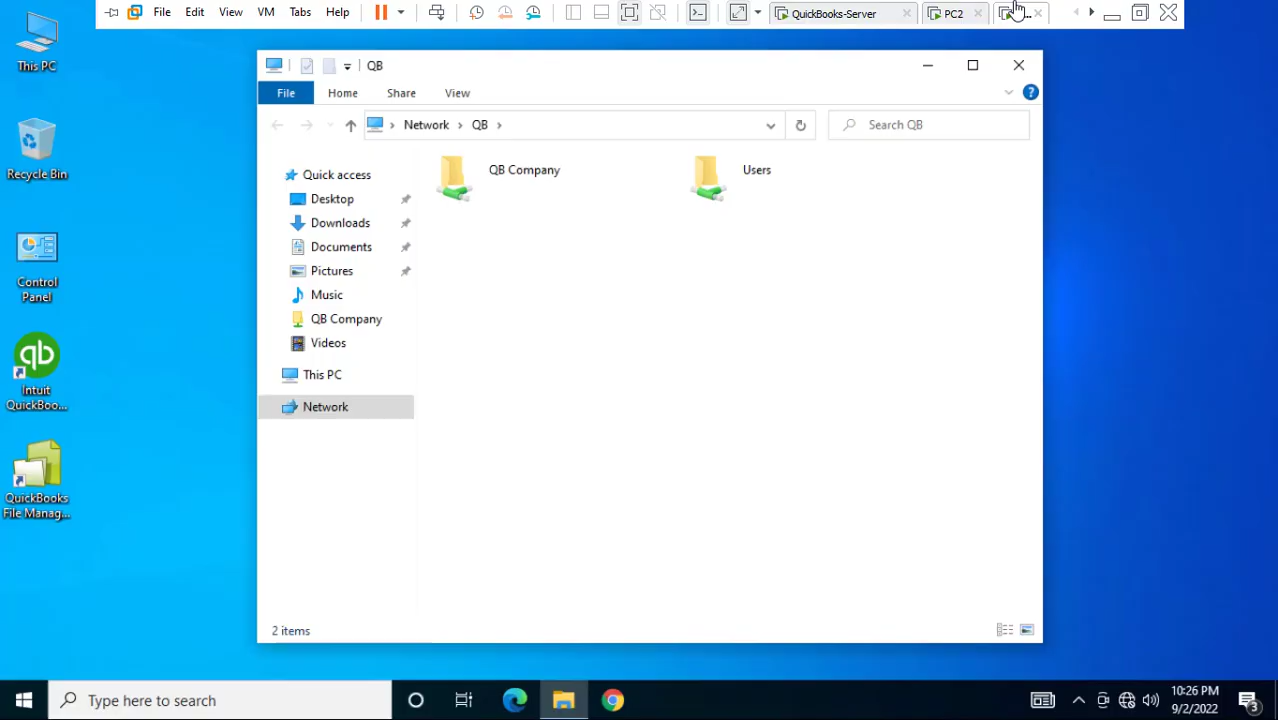 File Edit View VM Tabs Help QuickBooks-Server PC2 ...
This PC
Recycle Bin
Control
Panel
Intuit
QuickBoo...
QuickBooks
File Manag...
QB
File Home Share View
Network QB Search QB
Quick access
Desktop
Downloads
Documents
Pictures
Music
QB Company
Videos
This PC
Network
QB Company Users
2 items
Type here to search
10:26 PM
9/2/2022
3